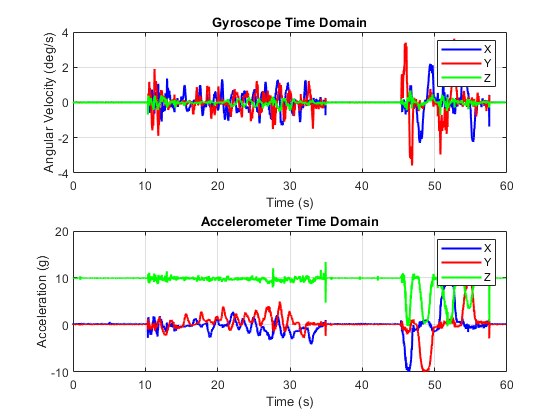 Gyroscope Time Domain
Angular Velocity (deg/s)
4
2
0
-2
-4
X
Y
Z
0 10 20 30 40 50 60
Time (s)
Accelerometer Time Domain
Acceleration (g)
20
10
0
-10
X
Y
Z
0 10 20 30 40 50 60
Time (s)